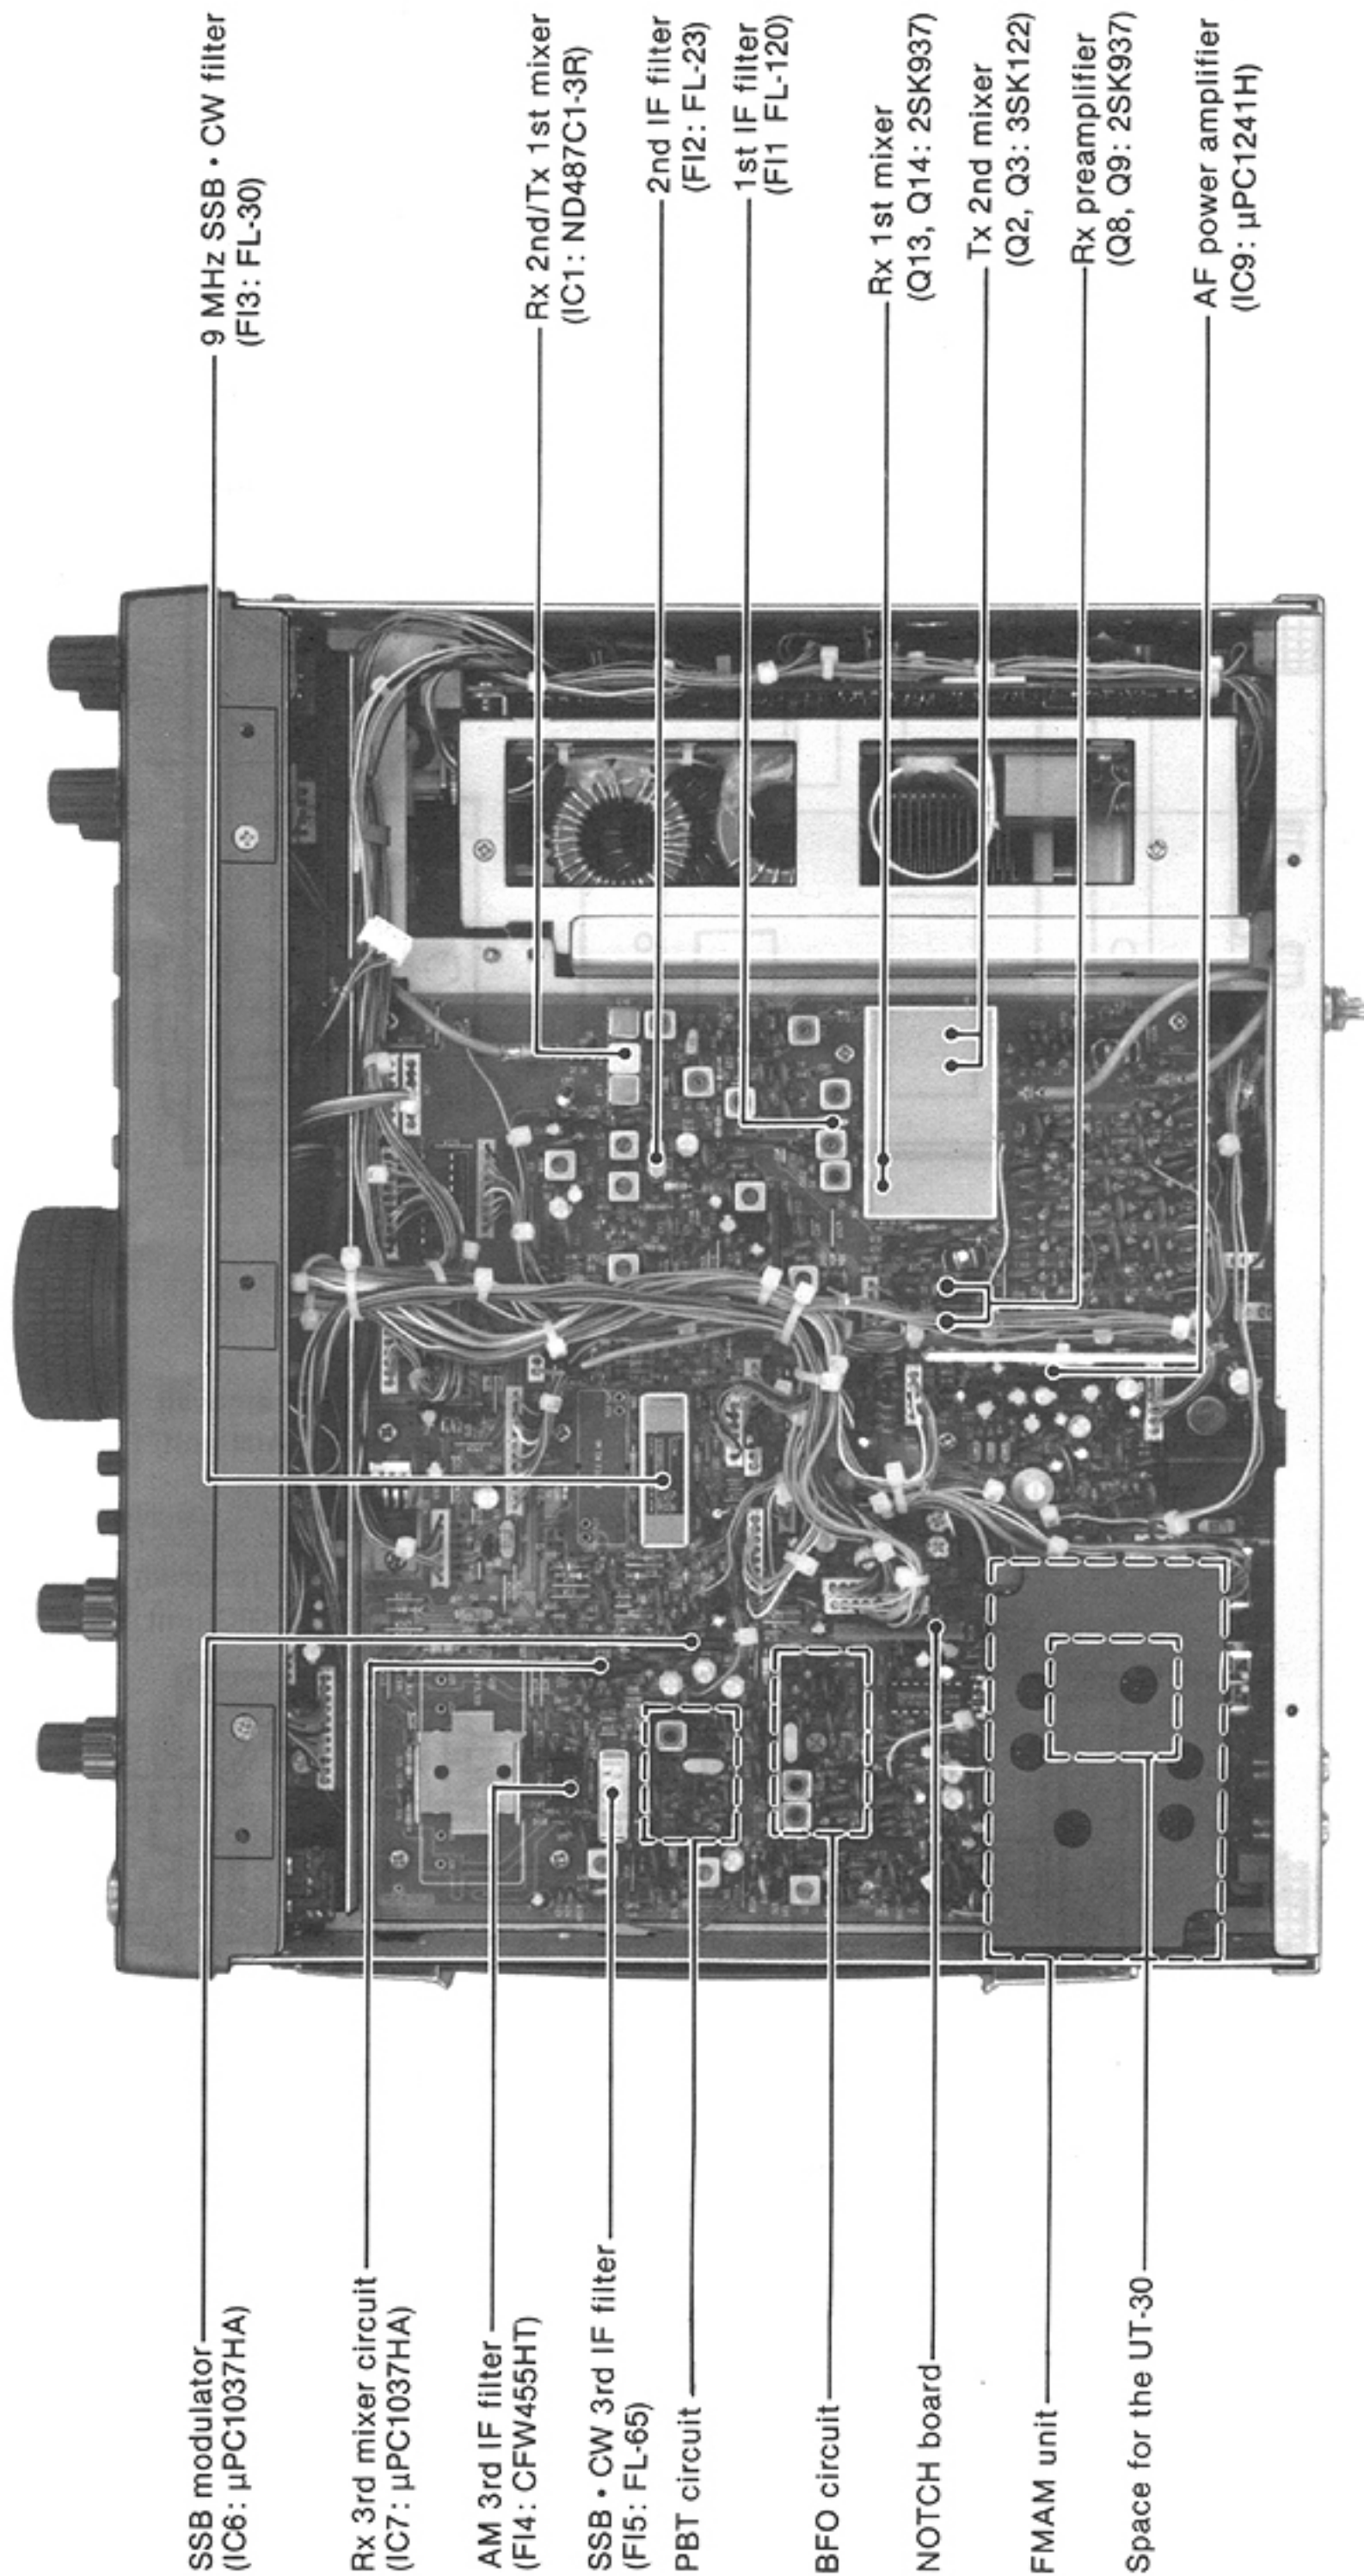 SSB modulator
(IC6: µPC1037HA)
Rx 3rd mixer circuit
(IC7: µPC1037HA)
AM 3rd IF filter
(FI4: CFW455HT)
SSB • CW 3rd IF filter
(FI5: FL-65)
PBT circuit
BFO circuit
NOTCH board
FMAM unit
Space for the UT-30
9 MHz SSB • CW filter
(FI3: FL-30)
Rx 2nd/Tx 1st mixer
(IC1: ND487C1-3R)
2nd IF filter
(FI2: FL-23)
1st IF filter
(FI1 FL-120)
Rx 1st mixer
(Q13, Q14: 2SK937)
Tx 2nd mixer
(Q2, Q3: 3SK122)
Rx preamplifier
(Q8, Q9: 2SK937)
AF power amplifier
(IC9: µPC1241H)